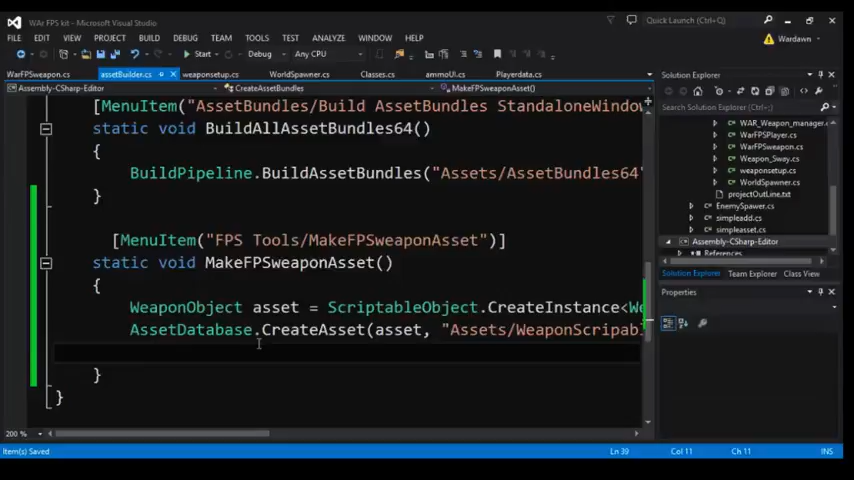 WAr FPS kit - Microsoft Visual Studio
Quick Launch (Ctrl+Q)
FILE EDIT VIEW PROJECT BUILD DEBUG TEAM TOOLS TEST ANALYZE WINDOW HELP
Wardawn
Start Debug Any CPU
WarFPSweapon.cs assetBuilder.cs weaponsetup.cs WorldSpawner.cs Classes.cs ammoUI.cs Playerdata.cs
Assembly-CSharp-Editor CreateAssetBundles MakeFPSweaponAsset()
[MenuItem("AssetBundles/Build AssetBundles StandaloneWindow
static void BuildAllAssetBundles64()
{
BuildPipeline.BuildAssetBundles("Assets/AssetBundles64"
}
[MenuItem("FPS Tools/MakeFPSweaponAsset")]
static void MakeFPSweaponAsset()
{
WeaponObject asset = ScriptableObject.CreateInstance<We
AssetDatabase.CreateAsset(asset, "Assets/WeaponScripabl
}
}
200 %
Solution Explorer
Search Solution Explorer
WAR_Weapon_manager.c
WarFPSPlayer.cs
WarFPSweapon.cs
Weapon_Sway.cs
weaponsetup.cs
WorldSpawner.cs
projectOutLine.txt
EnemySpawer.cs
simpleadd.cs
simpleasset.cs
Assembly-CSharp-Editor
References
Solution Explorer Team Explorer Class View
Properties
Item(s) Saved Ln 39 Col 11 Ch 11 INS